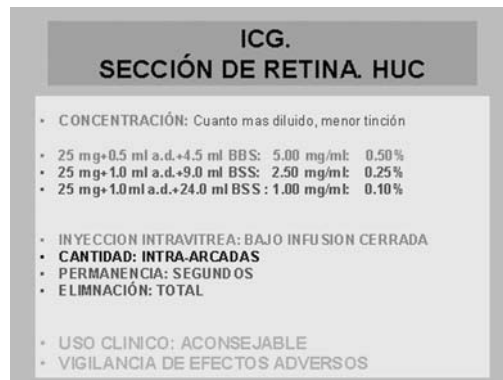 ICG.
SECCIÓN DE RETINA. HUC
• CONCENTRACIÓN: Cuanto mas diluido, menor tinción
• 25 mg+0.5 ml a.d.+4.5 ml BBS: 5.00 mg/ml: 0.50%
• 25 mg+1.0 ml a.d.+9.0 ml BSS: 2.50 mg/ml: 0.25%
• 25 mg+1.0ml a.d.+24.0 ml BSS : 1.00 mg/ml: 0.10%
• INYECCION INTRAVITREA: BAJO INFUSION CERRADA
• CANTIDAD: INTRA-ARCADAS
• PERMANENCIA: SEGUNDOS
• ELIMNACIÓN: TOTAL
• USO CLINICO: ACONSEJABLE
• VIGILANCIA DE EFECTOS ADVERSOS